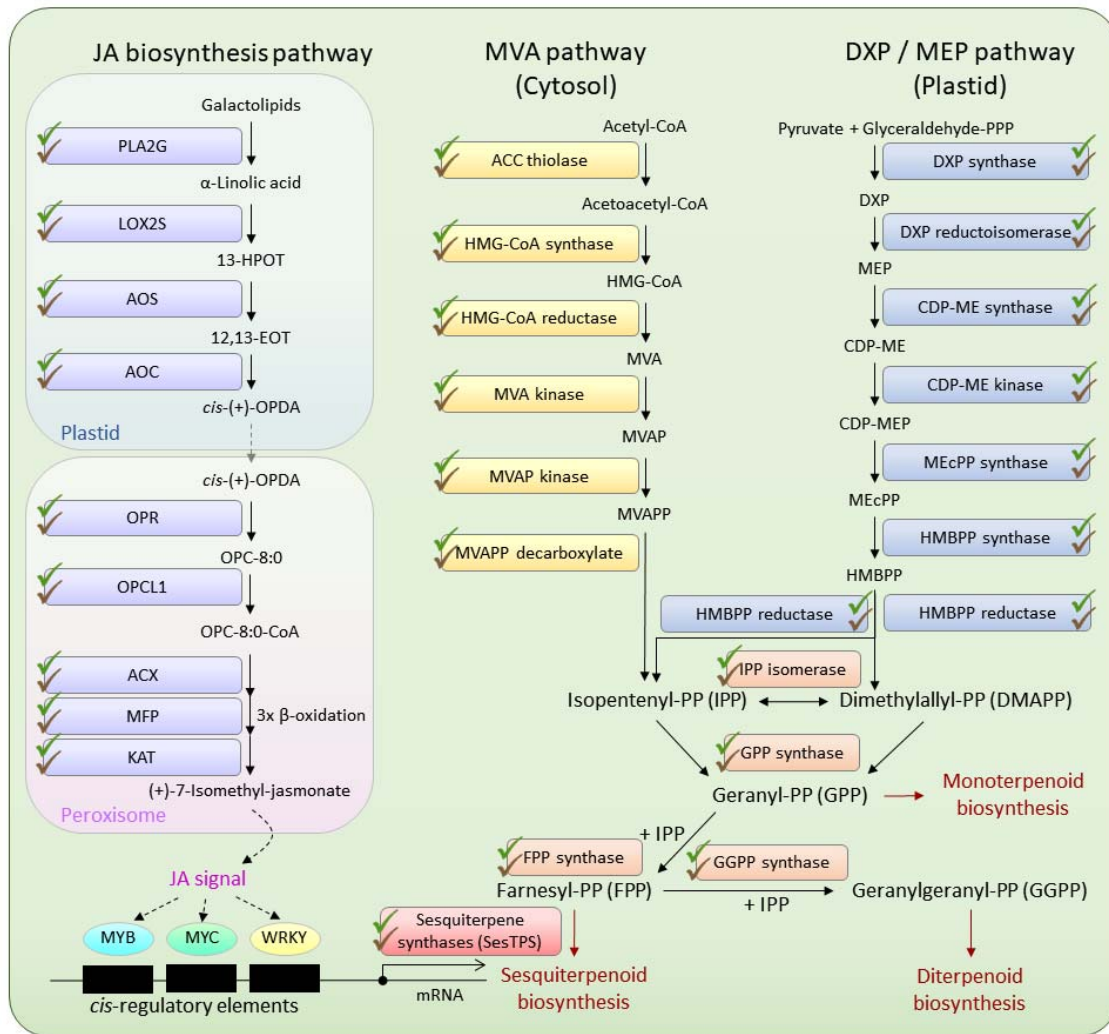 JA biosynthesis pathway
Galactolipids
PLA2G
α-Linolic acid
LOX2S
13-HPOT
AOS
12,13-EOT
AOC
cis-(+)-OPDA
Plastid
cis-(+)-OPDA
OPR
OPC-8:0
OPCL1
OPC-8:0-CoA
ACX
MFP
3x β-oxidation
KAT
(+)-7-Isomethyl-jasmonate
Peroxisome
JA signal
MYB
MYC
WRKY
cis-regulatory elements
mRNA
MVA pathway
(Cytosol)
Acetyl-CoA
ACC thiolase
Acetoacetyl-CoA
HMG-CoA synthase
HMG-CoA
HMG-CoA reductase
MVA
MVA kinase
MVAP
MVAP kinase
MVAPP
MVAPP decarboxylate
DXP / MEP pathway
(Plastid)
Pyruvate + Glyceraldehyde-PPP
DXP synthase
DXP
DXP reductoisomerase
MEP
CDP-ME synthase
CDP-ME
CDP-ME kinase
CDP-MEP
MEcPP synthase
MEcPP
HMBPP synthase
HMBPP
HMBPP reductase
HMBPP reductase
IPP isomerase
Isopentenyl-PP (IPP)
Dimethylallyl-PP (DMAPP)
GPP synthase
Geranyl-PP (GPP)
Monoterpenoid
biosynthesis
+ IPP
FPP synthase
GGPP synthase
Farnesyl-PP (FPP)
+ IPP
Geranylgeranyl-PP (GGPP)
Sesquiterpene
synthases (SesTPS)
Sesquiterpenoid
biosynthesis
Diterpenoid
biosynthesis